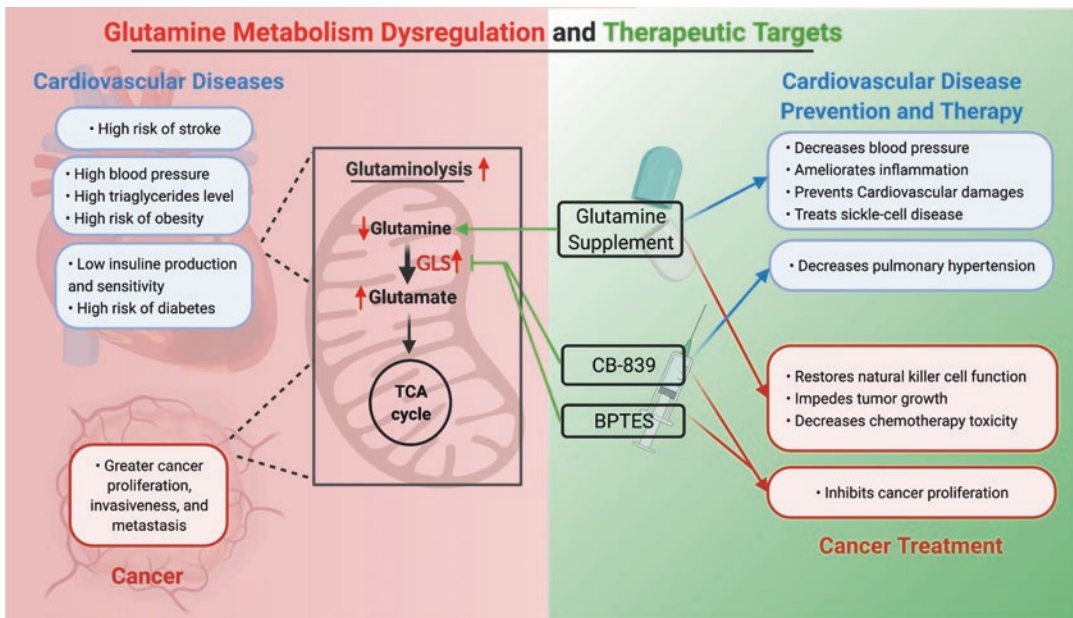 Glutamine Metabolism Dysregulation and Therapeutic Targets
Cardiovascular Diseases
• High risk of stroke
• High blood pressure
• High triaglycerides level
• High risk of obesity
• Low insuline production
and sensitivity
• High risk of diabetes
• Greater cancer
proliferation,
invasiveness, and
metastasis
Cancer
Glutaminolysis
Glutamine
GLS
Glutamate
TCA
cycle
Glutamine
Supplement
CB-839
BPTES
Cardiovascular Disease
Prevention and Therapy
• Decreases blood pressure
• Ameliorates inflammation
• Prevents Cardiovascular damages
• Treats sickle-cell disease
• Decreases pulmonary hypertension
• Restores natural killer cell function
• Impedes tumor growth
• Decreases chemotherapy toxicity
• Inhibits cancer proliferation
Cancer Treatment